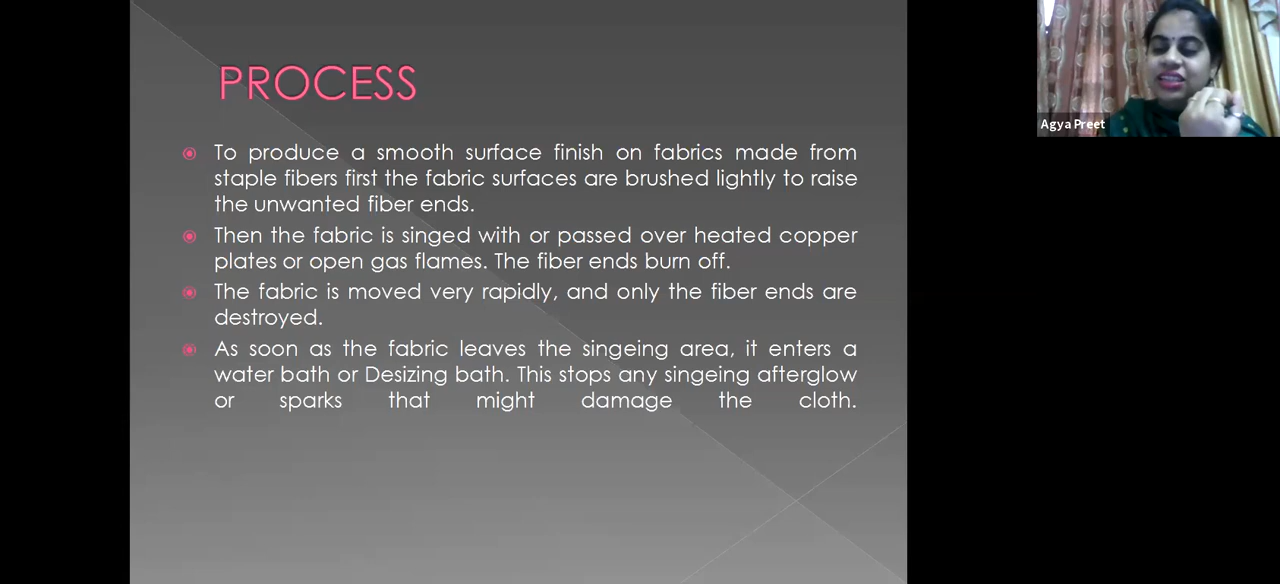 PROCESS
To produce a smooth surface finish on fabrics made from
staple fibers first the fabric surfaces are brushed lightly to raise
the unwanted fiber ends.
Then the fabric is singed with or passed over heated copper
plates or open gas flames. The fiber ends burn off.
The fabric is moved very rapidly, and only the fiber ends are
destroyed.
As soon as the fabric leaves the singeing area, it enters a
water bath or Desizing bath. This stops any singeing afterglow
or sparks that might damage the cloth.
Agya Preet